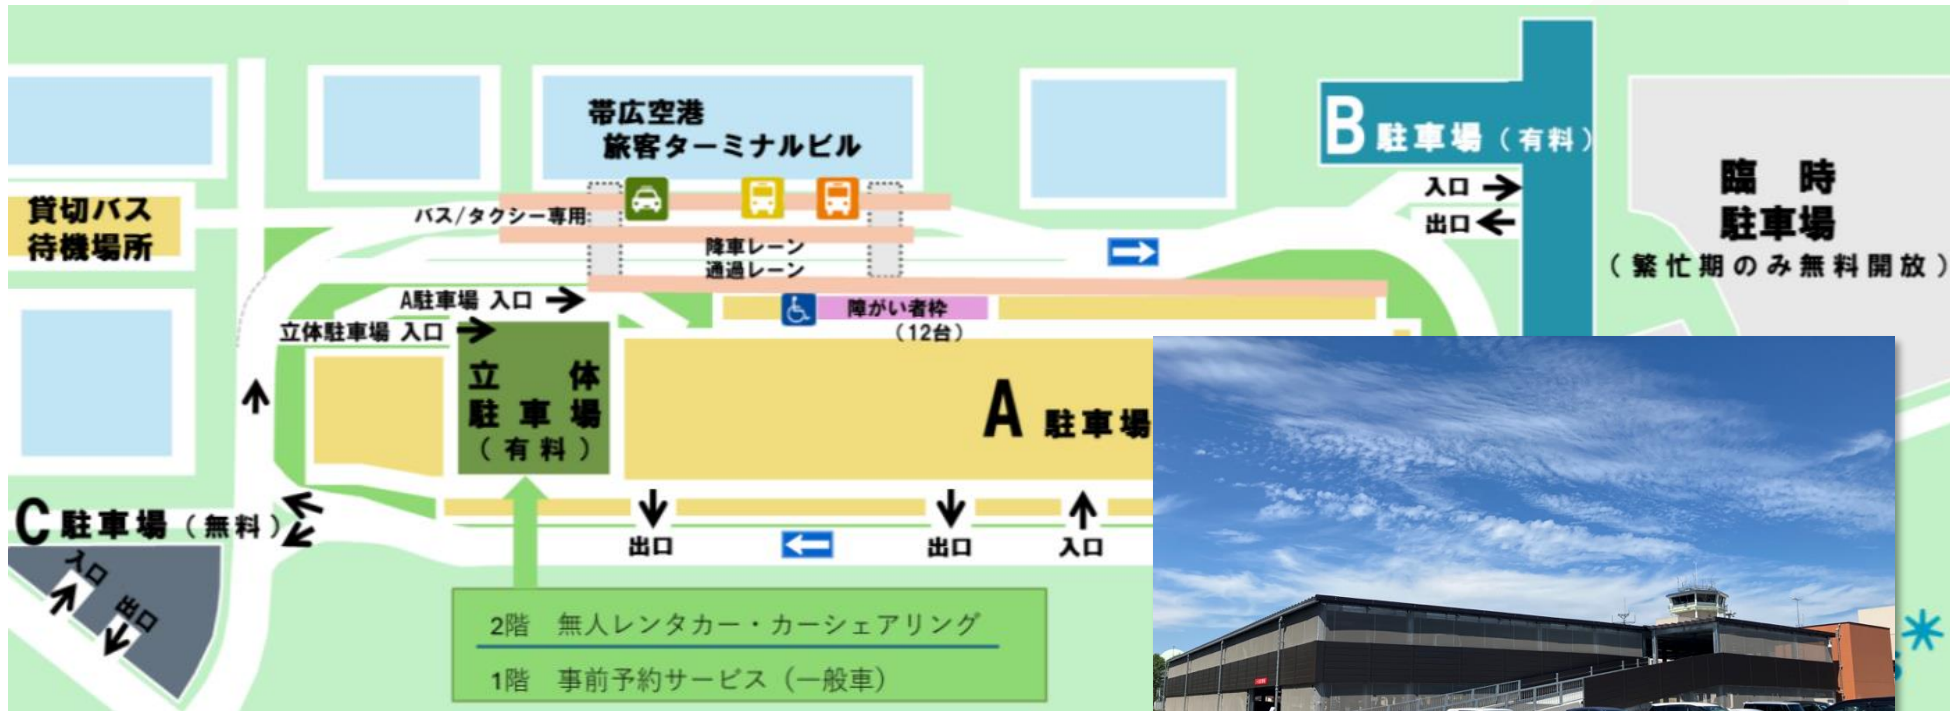 帯広空港
旅客ターミナルビル
B 駐車場（有料）
貸切バス
待機場所
バス/タクシー専用
降車レーン
通過レーン
入口
出口
臨 時
駐車場
（繁忙期のみ無料開放）
A駐車場 入口
障がい者枠
（12台）
立体駐車場 入口
立 体
駐車場
（有料）
A 駐車場
C 駐車場（無料）
出口
出口
入口
入口
出口
2階 無人レンタカー・カーシェアリング
1階 事前予約サービス（一般車）